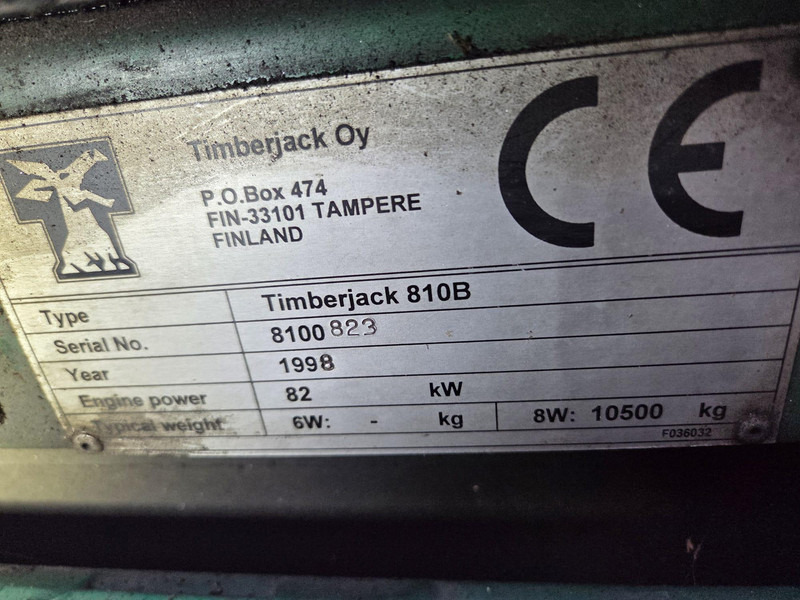 Timberjack Oy
P.O.Box 474
FIN-33101 TAMPERE
FINLAND
CE
Type Timberjack 810B
Serial No. 8100823
Year 1998
Engine power 82 kW
Typical weight 6W: - kg 8W: 10500 kg
F036032